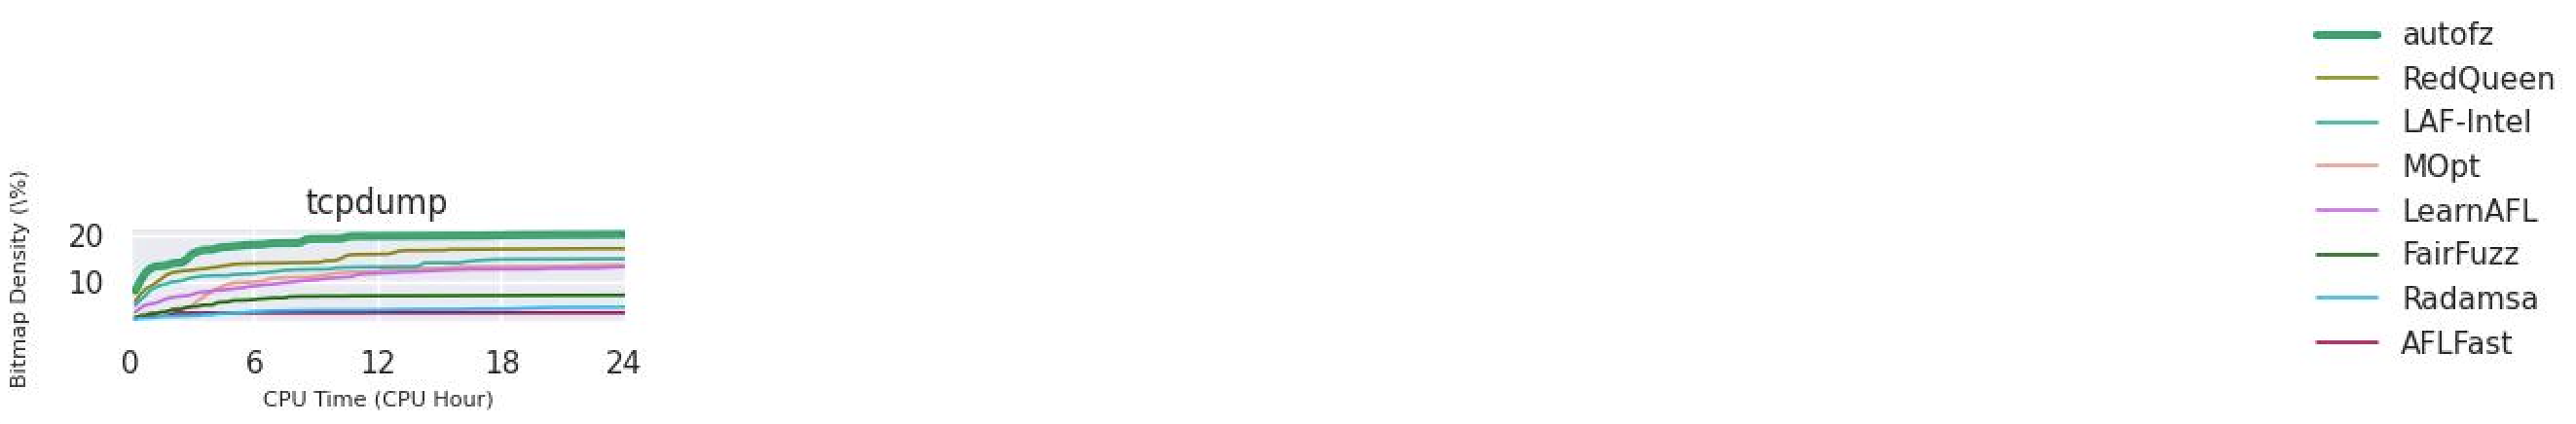 tcpdump
Bitmap Density (\%)
20
10
0 6 12 18 24
CPU Time (CPU Hour)
autofz
RedQueen
LAF-Intel
MOpt
LearnAFL
FairFuzz
Radamsa
AFLFast